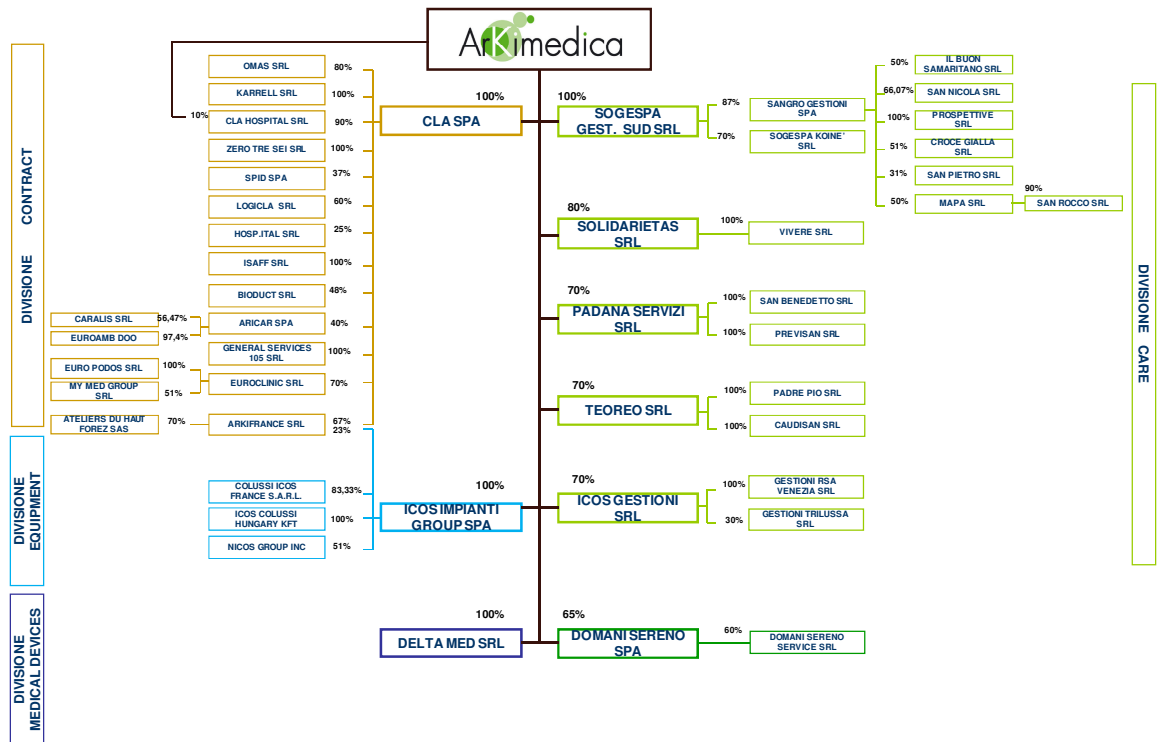 ArKimedica
DIVISIONE CONTRACT
DIVISIONE
EQUIPMENT
DIVISIONE
MEDICAL DEVICES
DIVISIONE CARE
10%
OMAS SRL
80%
KARRELL SRL
100%
CLA HOSPITAL SRL
90%
ZERO TRE SEI SRL
100%
SPID SPA
37%
LOGICLA SRL
60%
HOSP.ITAL SRL
25%
ISAFF SRL
100%
BIODUCT SRL
48%
CARALIS SRL
56,47%
EUROAMB DOO
97,4%
ARICAR SPA
40%
GENERAL SERVICES
105 SRL
100%
EURO PODOS SRL
100%
MY MED GROUP
SRL
51%
EUROCLINIC SRL
70%
ATELIERS DU HAUT
FOREZ SAS
70%
ARKIFRANCE SRL
67%
23%
COLUSSI ICOS
FRANCE S.A.R.L.
83,33%
ICOS COLUSSI
HUNGARY KFT
100%
NICOS GROUP INC
51%
100%
CLA SPA
100%
ICOS IMPIANTI
GROUP SPA
100%
DELTA MED SRL
100%
SOGESPA
GEST. SUD SRL
87%
SANGRO GESTIONI
SPA
70%
SOGESPA KOINE'
SRL
50%
IL BUON
SAMARITANO SRL
66,07%
SAN NICOLA SRL
100%
PROSPETTIVE
SRL
51%
CROCE GIALLA
SRL
31%
SAN PIETRO SRL
50%
MAPA SRL
90%
SAN ROCCO SRL
80%
SOLIDARIETAS
SRL
100%
VIVERE SRL
70%
PADANA SERVIZI
SRL
100%
SAN BENEDETTO SRL
100%
PREVISAN SRL
70%
TEOREO SRL
100%
PADRE PIO SRL
100%
CAUDISAN SRL
70%
ICOS GESTIONI
SRL
100%
GESTIONI RSA
VENEZIA SRL
30%
GESTIONI TRILUSSA
SRL
65%
DOMANI SERENO
SPA
60%
DOMANI SERENO
SERVICE SRL